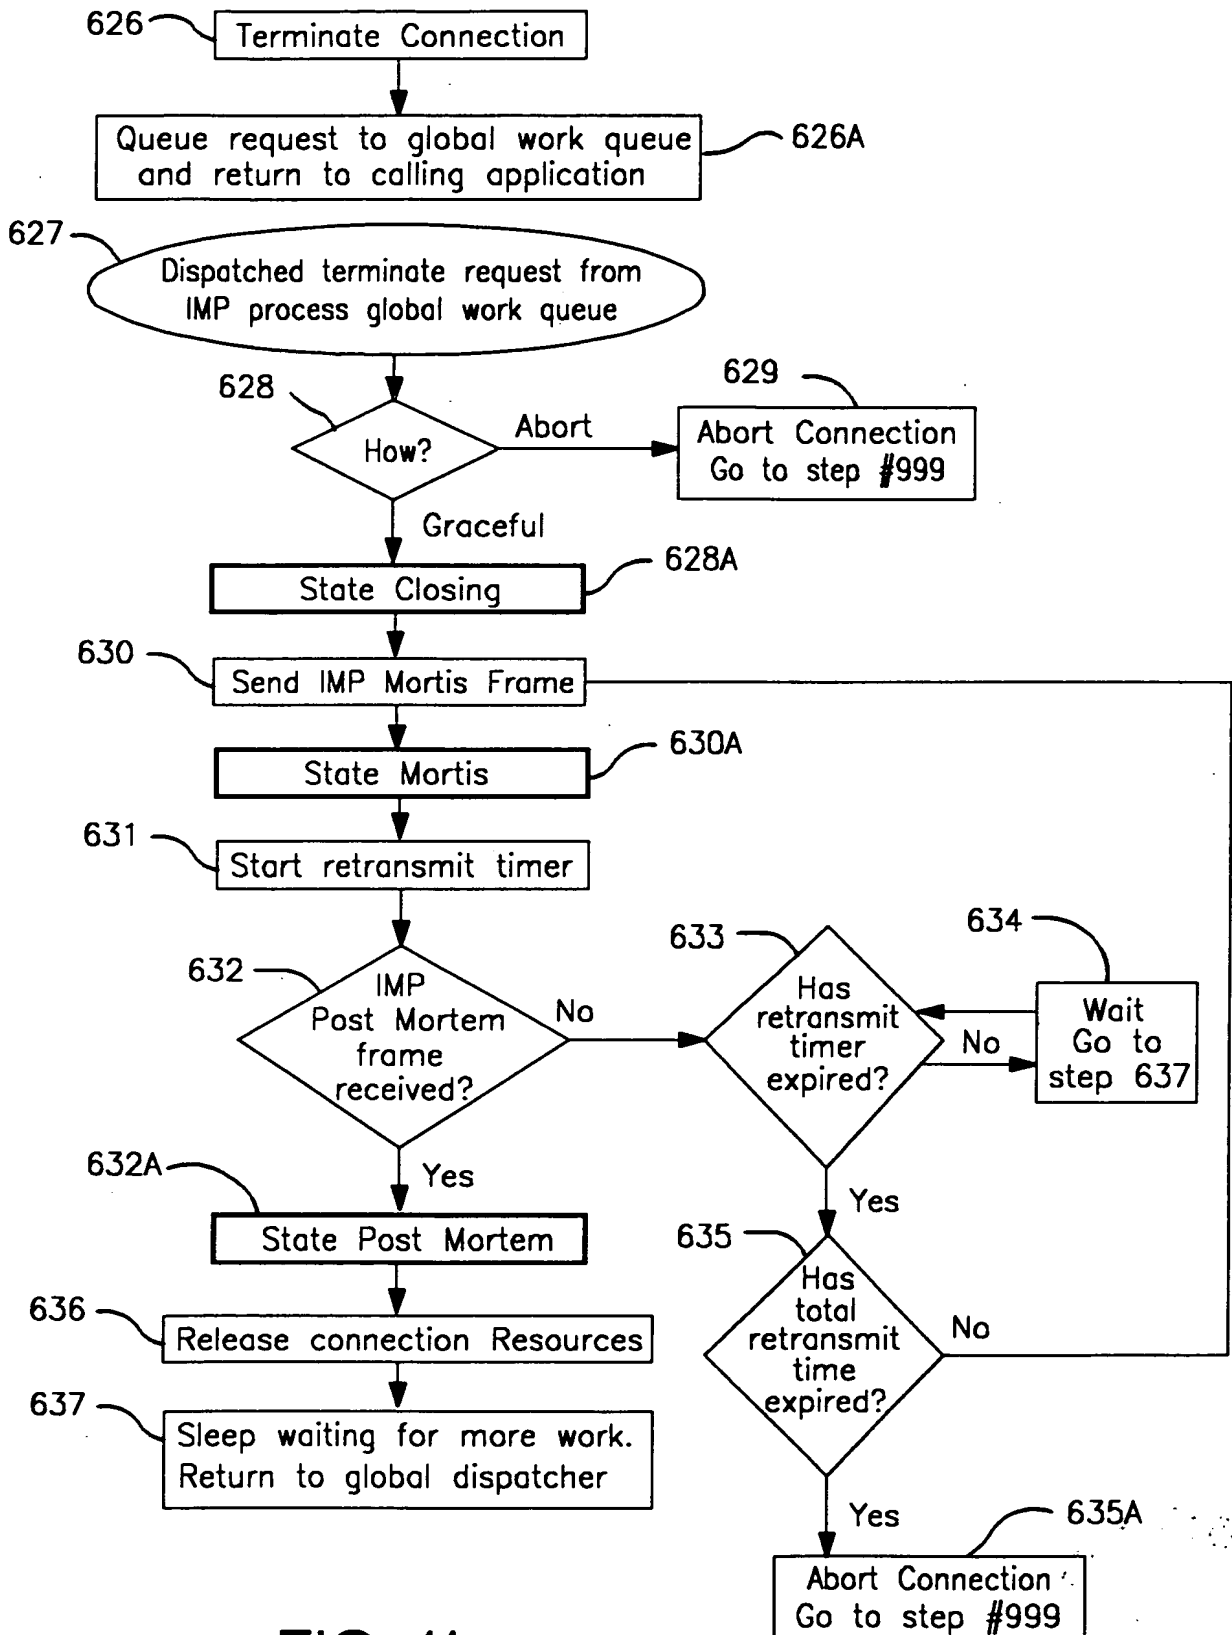 626
Terminate Connection
Queue request to global work queue
and return to calling application
626A
627
Dispatched terminate request from
IMP process global work queue
628
How?
Abort
629
Abort Connection
Go to step #999
Graceful
628A
State Closing
630
Send IMP Mortis Frame
630A
State Mortis
631
Start retransmit timer
632
IMP
Post Mortem
frame
received?
No
633
Has
retransmit
timer
expired?
No
634
Wait
Go to
step 637
Yes
632A
State Post Mortem
Yes
635
Has
total
retransmit
time
expired?
No
636
Release connection Resources
637
Sleep waiting for more work.
Return to global dispatcher
Yes
635A
Abort Connection
Go to step #999